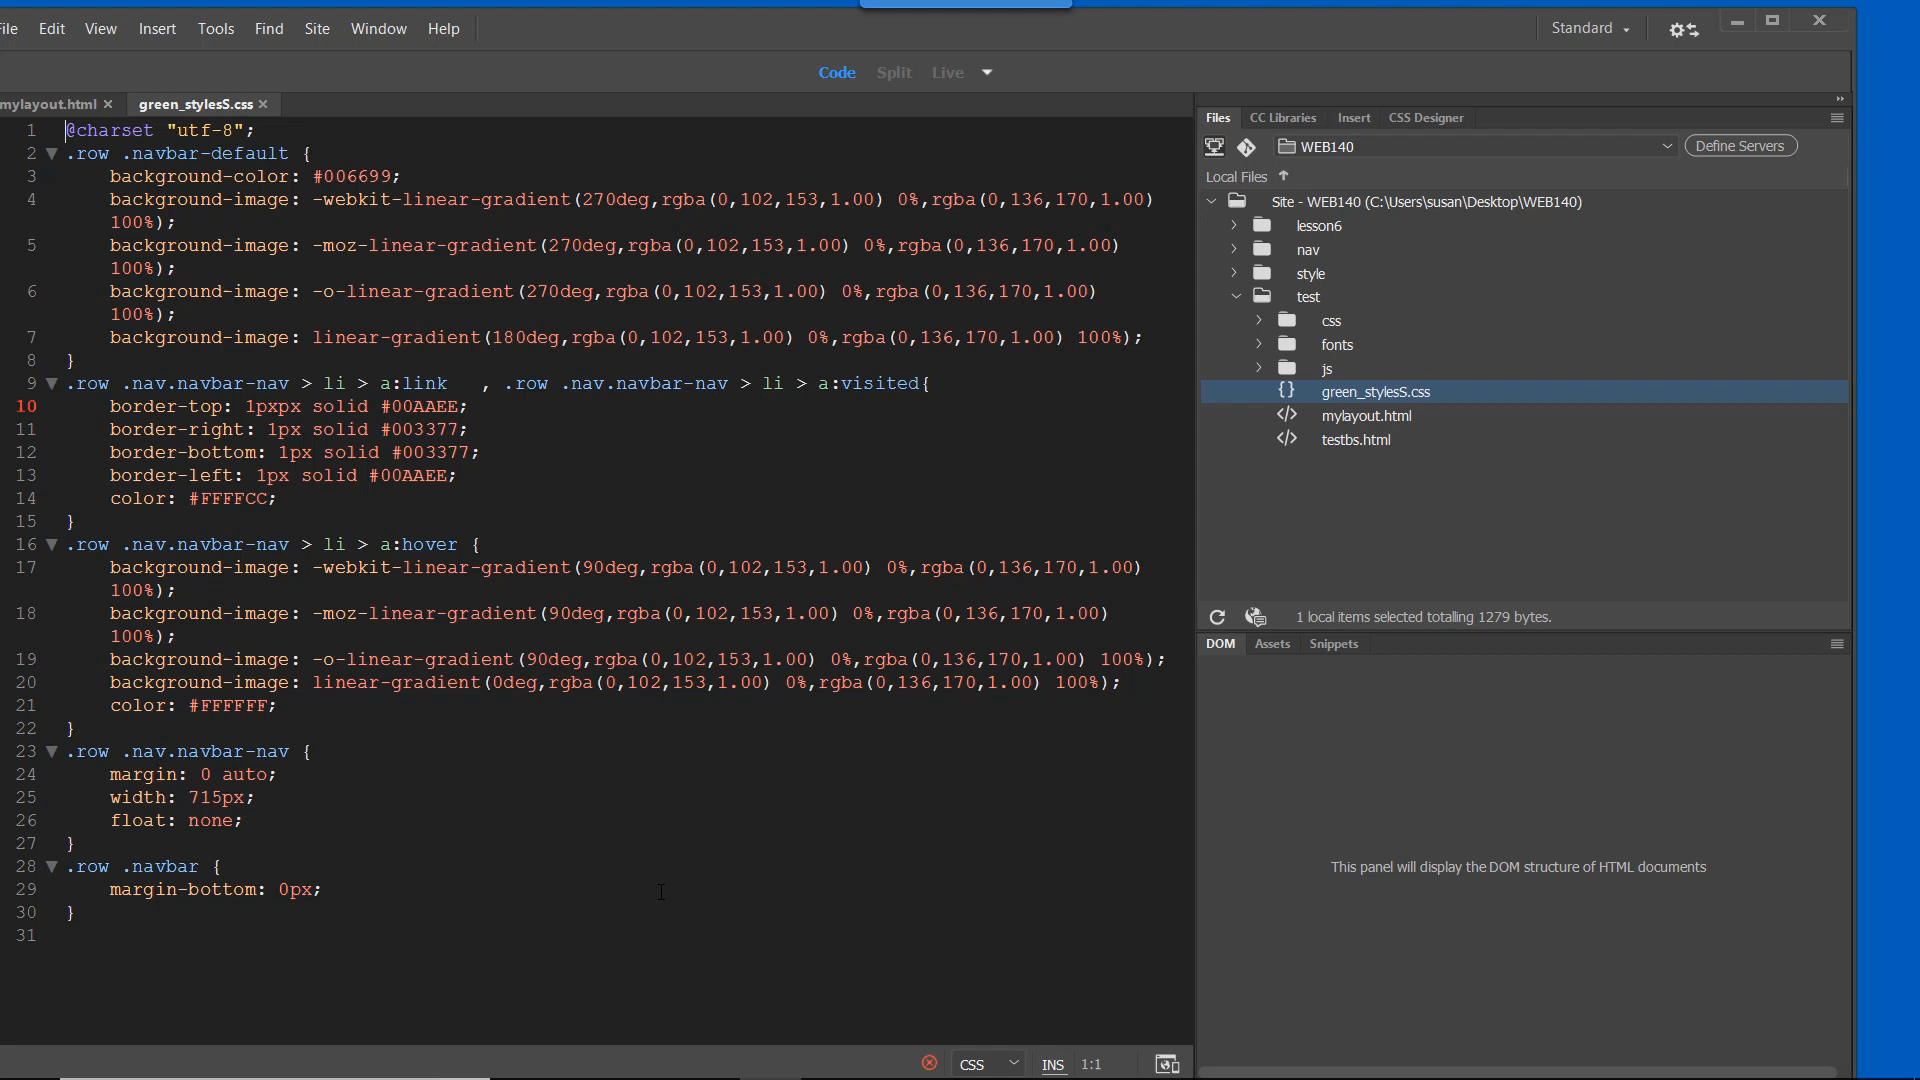 File Edit View Insert Tools Find Site Window Help
Standard
Code Split Live
mylayout.html × green_stylesS.css ×
1 @charset "utf-8";
2 .row .navbar-default {
3 background-color: #006699;
4 background-image: -webkit-linear-gradient(270deg,rgba(0,102,153,1.00) 0%,rgba(0,136,170,1.00)
100%);
5 background-image: -moz-linear-gradient(270deg,rgba(0,102,153,1.00) 0%,rgba(0,136,170,1.00)
100%);
6 background-image: -o-linear-gradient(270deg,rgba(0,102,153,1.00) 0%,rgba(0,136,170,1.00)
100%);
7 background-image: linear-gradient(180deg,rgba(0,102,153,1.00) 0%,rgba(0,136,170,1.00) 100%);
8 }
9 .row .nav.navbar-nav > li > a:link , .row .nav.navbar-nav > li > a:visited{
10 border-top: 1pxpx solid #00AAEE;
11 border-right: 1px solid #003377;
12 border-bottom: 1px solid #003377;
13 border-left: 1px solid #00AAEE;
14 color: #FFFFCC;
15 }
16 .row .nav.navbar-nav > li > a:hover {
17 background-image: -webkit-linear-gradient(90deg,rgba(0,102,153,1.00) 0%,rgba(0,136,170,1.00)
100%);
18 background-image: -moz-linear-gradient(90deg,rgba(0,102,153,1.00) 0%,rgba(0,136,170,1.00)
100%);
19 background-image: -o-linear-gradient(90deg,rgba(0,102,153,1.00) 0%,rgba(0,136,170,1.00) 100%);
20 background-image: linear-gradient(0deg,rgba(0,102,153,1.00) 0%,rgba(0,136,170,1.00) 100%);
21 color: #FFFFFF;
22 }
23 .row .nav.navbar-nav {
24 margin: 0 auto;
25 width: 715px;
26 float: none;
27 }
28 .row .navbar {
29 margin-bottom: 0px;
30 }
31
CSS INS 1:1
Files CC Libraries Insert CSS Designer
WEB140 Define Servers
Local Files
Site - WEB140 (C:\Users\susan\Desktop\WEB140)
lesson6
nav
style
test
css
fonts
js
green_stylesS.css
mylayout.html
testbs.html
1 local items selected totalling 1279 bytes.
DOM Assets Snippets
This panel will display the DOM structure of HTML documents